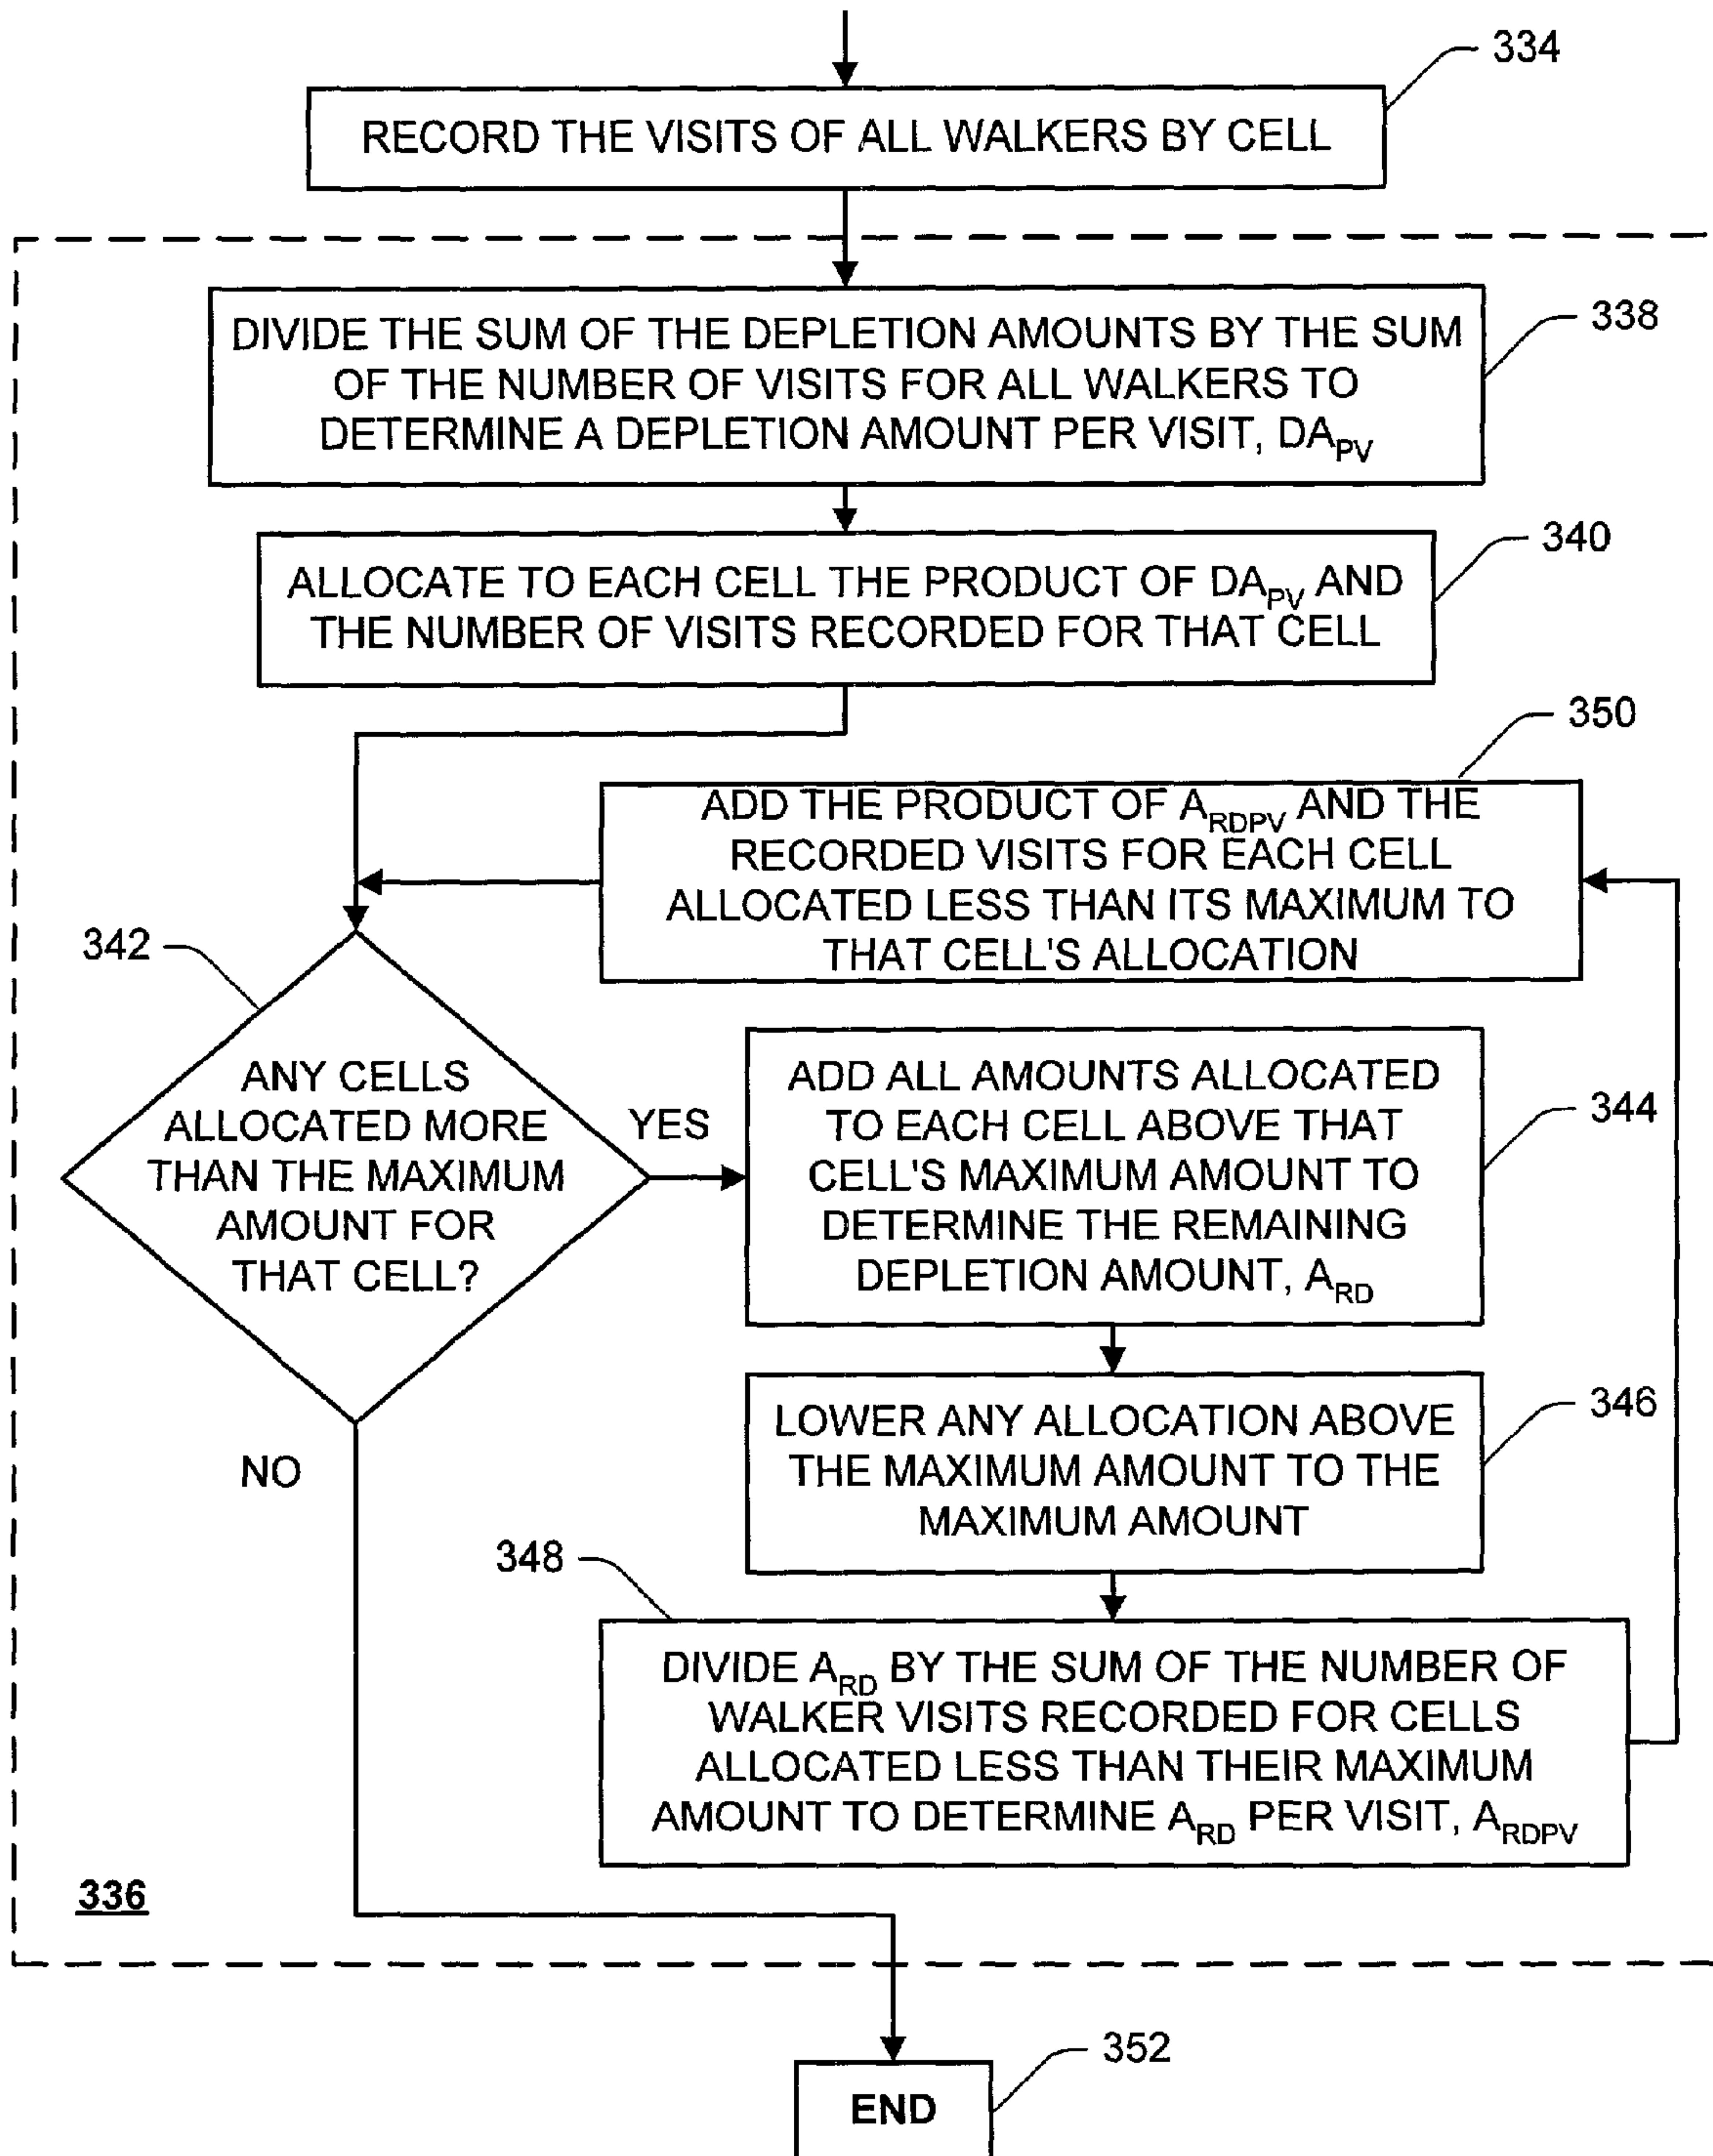 334
RECORD THE VISITS OF ALL WALKERS BY CELL
338
DIVIDE THE SUM OF THE DEPLETION AMOUNTS BY THE SUM
OF THE NUMBER OF VISITS FOR ALL WALKERS TO
DETERMINE A DEPLETION AMOUNT PER VISIT, DAPV
340
ALLOCATE TO EACH CELL THE PRODUCT OF DAPV AND
THE NUMBER OF VISITS RECORDED FOR THAT CELL
350
ADD THE PRODUCT OF ARDPV AND THE
RECORDED VISITS FOR EACH CELL
ALLOCATED LESS THAN ITS MAXIMUM TO
THAT CELL'S ALLOCATION
342
ANY CELLS
ALLOCATED MORE
THAN THE MAXIMUM
AMOUNT FOR
THAT CELL?
YES
344
ADD ALL AMOUNTS ALLOCATED
TO EACH CELL ABOVE THAT
CELL'S MAXIMUM AMOUNT TO
DETERMINE THE REMAINING
DEPLETION AMOUNT, ARD
346
LOWER ANY ALLOCATION ABOVE
THE MAXIMUM AMOUNT TO THE
MAXIMUM AMOUNT
NO
348
DIVIDE ARD BY THE SUM OF THE NUMBER OF
WALKER VISITS RECORDED FOR CELLS
ALLOCATED LESS THAN THEIR MAXIMUM
AMOUNT TO DETERMINE ARD PER VISIT, ARDPV
336
352
END